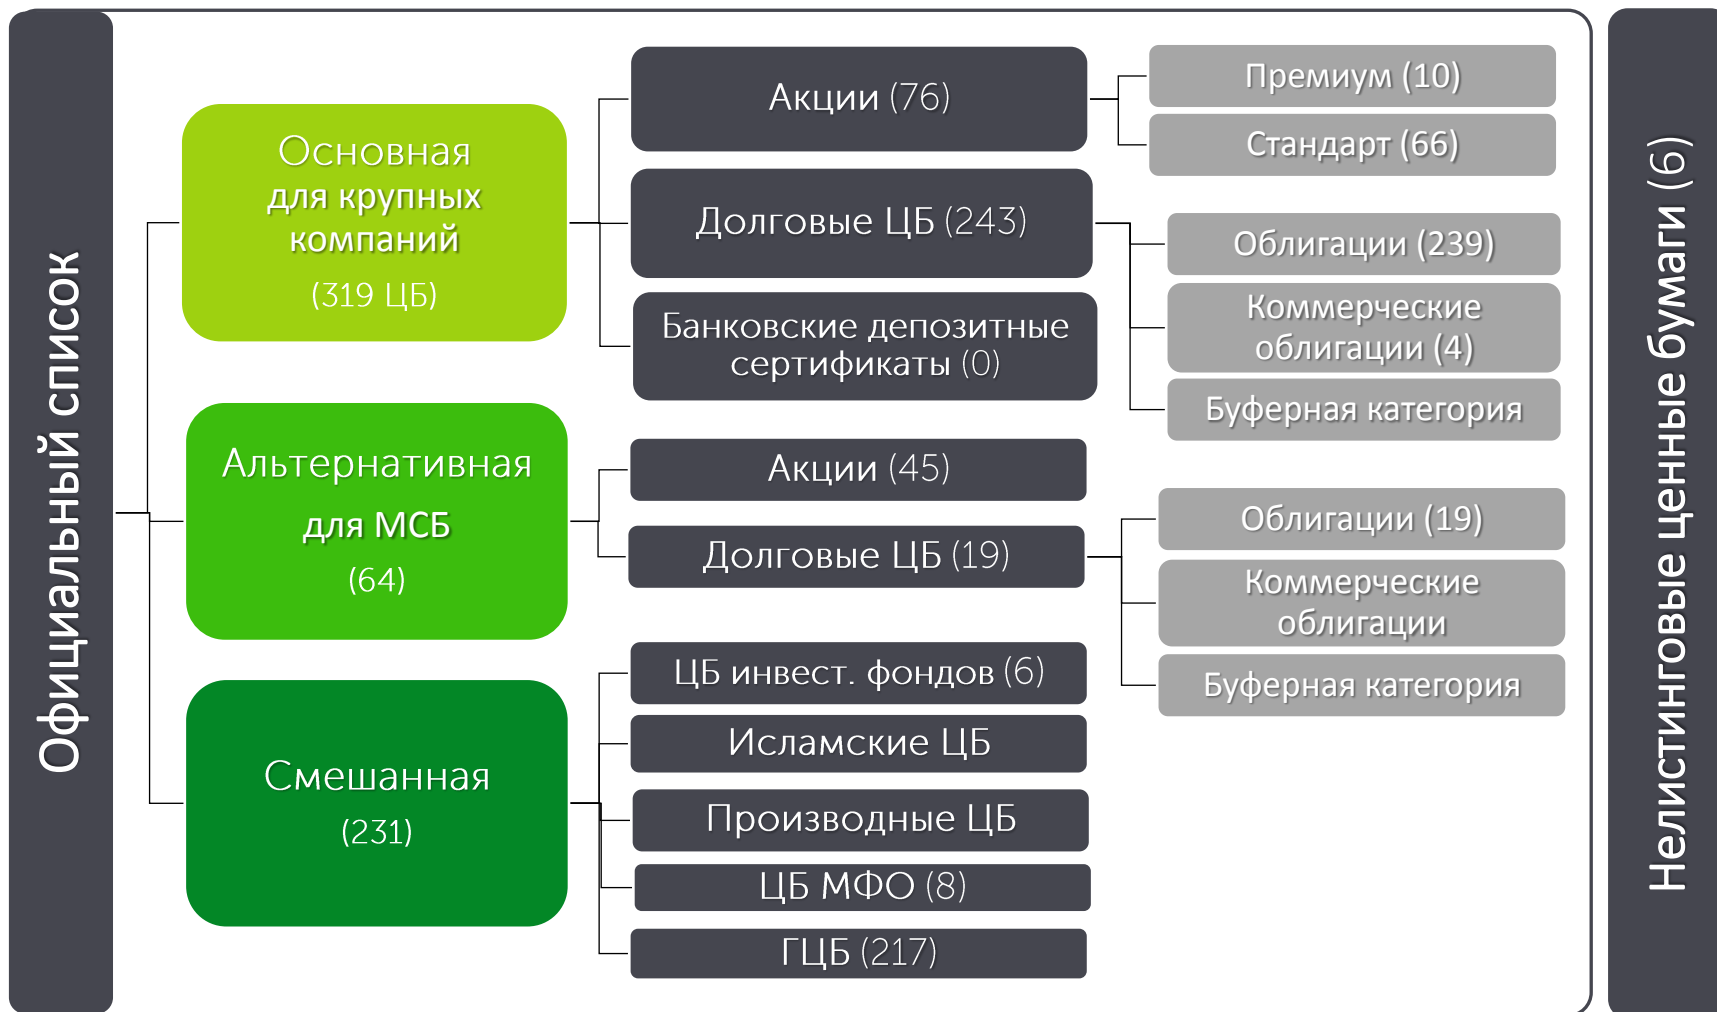 Официальный список
Основная
для крупных
компаний
(319 ЦБ)
Акции (76)
Премиум (10)
Стандарт (66)
Долговые ЦБ (243)
Облигации (239)
Коммерческие
облигации (4)
Буферная категория
Банковские депозитные
сертификаты (0)
Альтернативная
для МСБ
(64)
Акции (45)
Долговые ЦБ (19)
Облигации (19)
Коммерческие
облигации
Буферная категория
Смешанная
(231)
ЦБ инвест. фондов (6)
Исламские ЦБ
Производные ЦБ
ЦБ МФО (8)
ГЦБ (217)
Нелистинговые ценные бумаги (6)